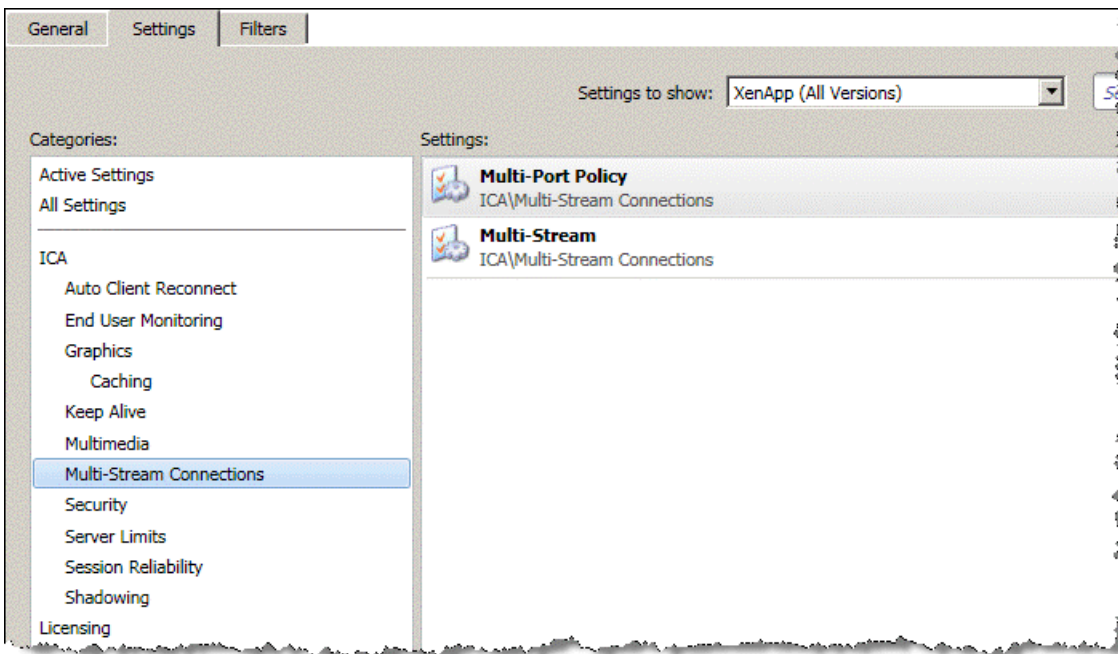 General Settings Filters
Settings to show: XenApp (All Versions)
Categories:
Active Settings
All Settings
ICA
Auto Client Reconnect
End User Monitoring
Graphics
Caching
Keep Alive
Multimedia
Multi-Stream Connections
Security
Server Limits
Session Reliability
Shadowing
Licensing
Settings:
Multi-Port Policy
ICA\Multi-Stream Connections
Multi-Stream
ICA\Multi-Stream Connections